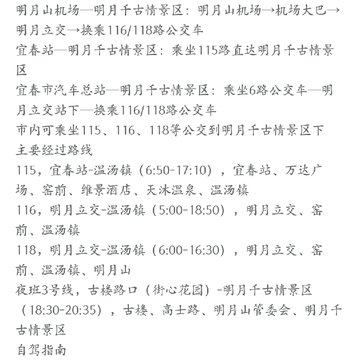 明月山机场—明月千古情景区：明月山机场→机场大巴→
明月立交→换乘116/118路公交车
宜春站—明月千古情景区：乘坐115路直达明月千古情景
区
宜春市汽车总站—明月千古情景区：乘坐6路公交车—明
月立交站下—换乘116/118路公交车
市内可乘坐115、116、118等公交到明月千古情景区下
主要经过路线
115，宜春站-温汤镇（6:50-17:10），宜春站、万达广
场、窑前、维景酒店、天沐温泉、温汤镇
116，明月立交-温汤镇（5:00-18:50），明月立交、窑
前、温汤镇
118，明月立交-温汤镇（6:00-16:30），明月立交、窑
前、温汤镇、明月山
夜班3号线，古楼路口（街心花园）-明月千古情景区
（18:30-20:35），古楼、高士路、明月山管委会、明月千
古情景区
自驾指南